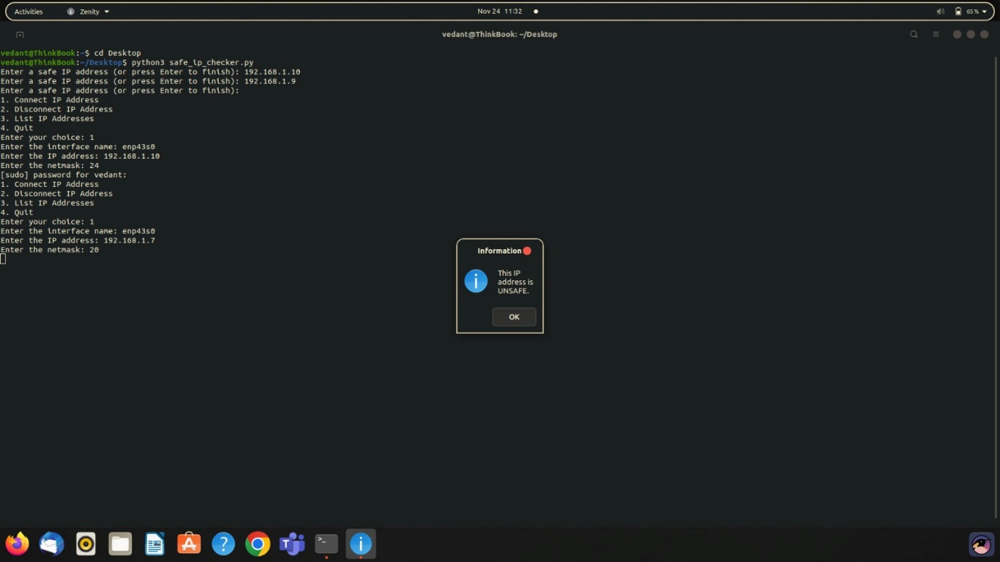 Activities
Zenity
Nov 24 11:32
65 %
vedant@ThinkBook: ~/Desktop
vedant@ThinkBook:~$ cd Desktop
vedant@ThinkBook:~/Desktop$ python3 safe_ip_checker.py
Enter a safe IP address (or press Enter to finish): 192.168.1.10
Enter a safe IP address (or press Enter to finish): 192.168.1.9
Enter a safe IP address (or press Enter to finish):
1. Connect IP Address
2. Disconnect IP Address
3. List IP Addresses
4. Quit
Enter your choice: 1
Enter the interface name: enp43s0
Enter the IP address: 192.168.1.10
Enter the netmask: 24
[sudo] password for vedant:
1. Connect IP Address
2. Disconnect IP Address
3. List IP Addresses
4. Quit
Enter your choice: 1
Enter the interface name: enp43s0
Enter the IP address: 192.168.1.7
Enter the netmask: 20
Information
This IP
address is
UNSAFE.
OK